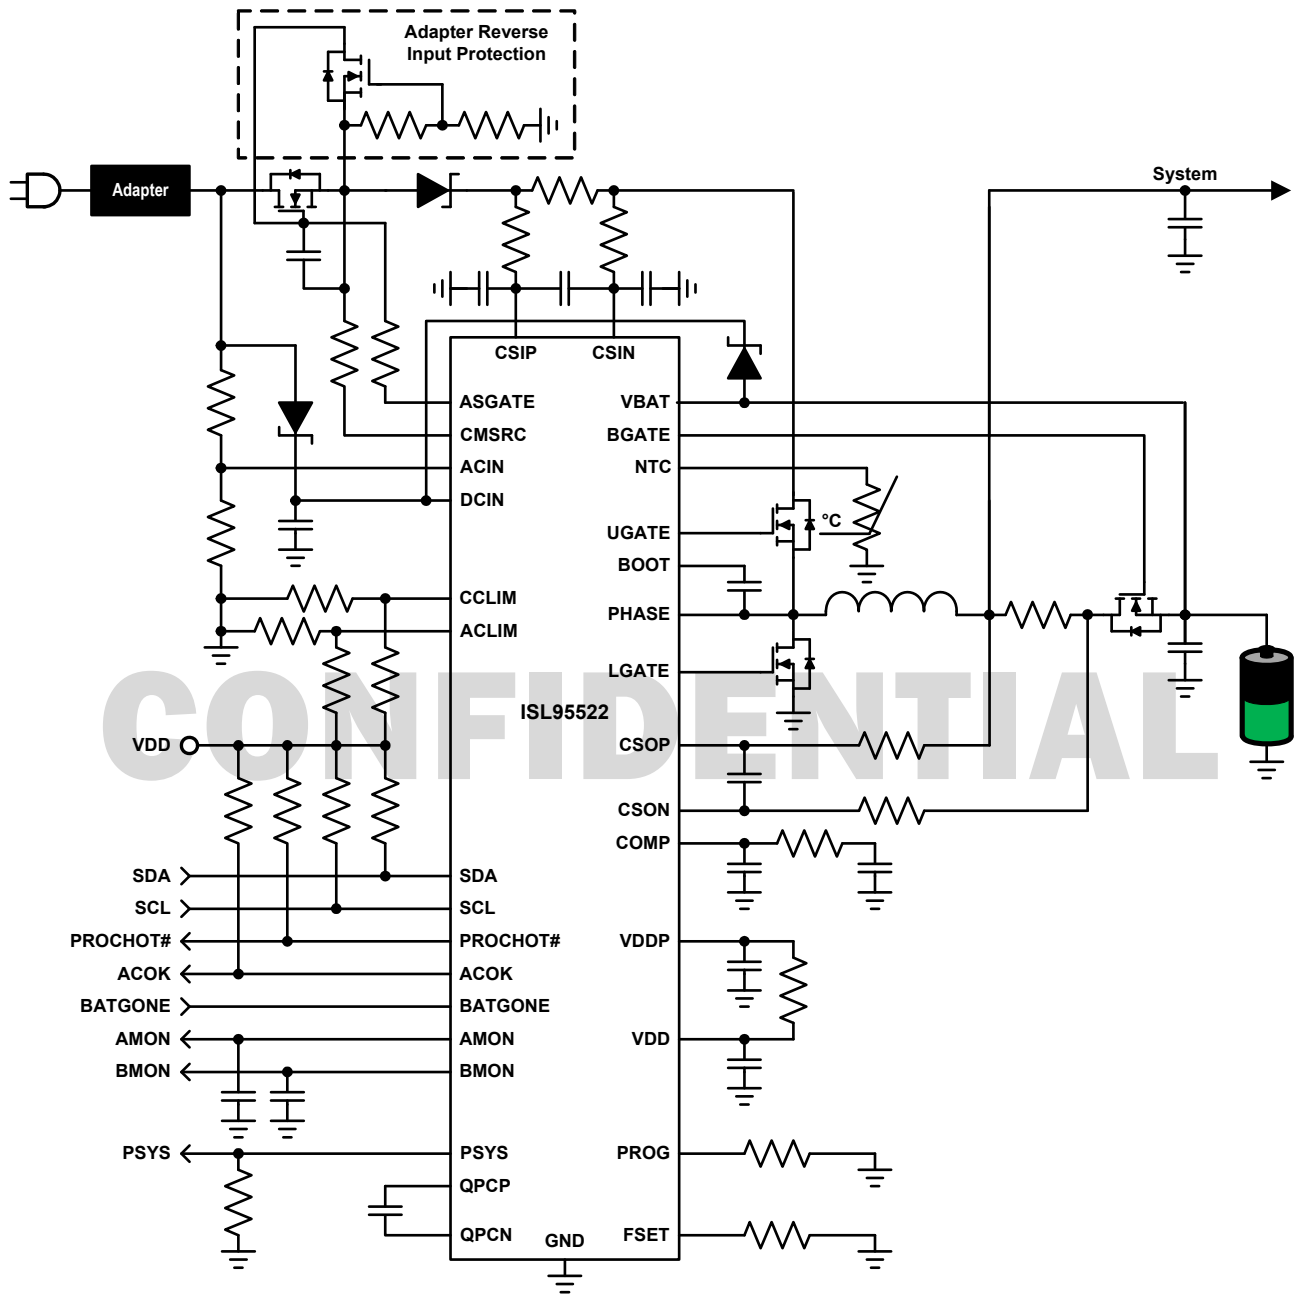 Adapter Reverse
Input Protection
Adapter
System
CSIP
CSIN
ASGATE
VBAT
CMSRC
BGATE
ACIN
NTC
DCIN
UGATE
°C
BOOT
CCLIM
PHASE
ACLIM
LGATE
CONFIDENTIAL
ISL95522
VDD
CSOP
CSON
COMP
SDA
SDA
SCL
SCL
PROCHOT#
PROCHOT#
VDDP
ACOK
ACOK
BATGONE
BATGONE
AMON
AMON
VDD
BMON
BMON
PSYS
PSYS
PROG
QPCP
QPCN
GND
FSET